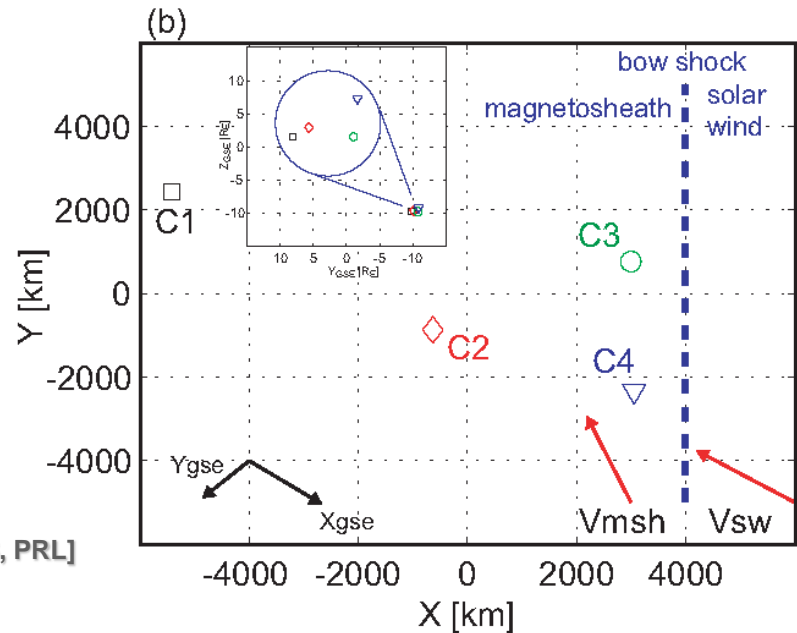 (b)
bow shock
magnetosheath
solar
wind
4000
2000
0
-2000
-4000
Y [km]
10
5
0
-5
-10
ZGSE [RE]
10
5
0
-5
-10
YGSE [RE]
C1
C2
C3
C4
Ygse
Xgse
Vmsh
Vsw
, PRL]
-4000
-2000
0
2000
4000
X [km]